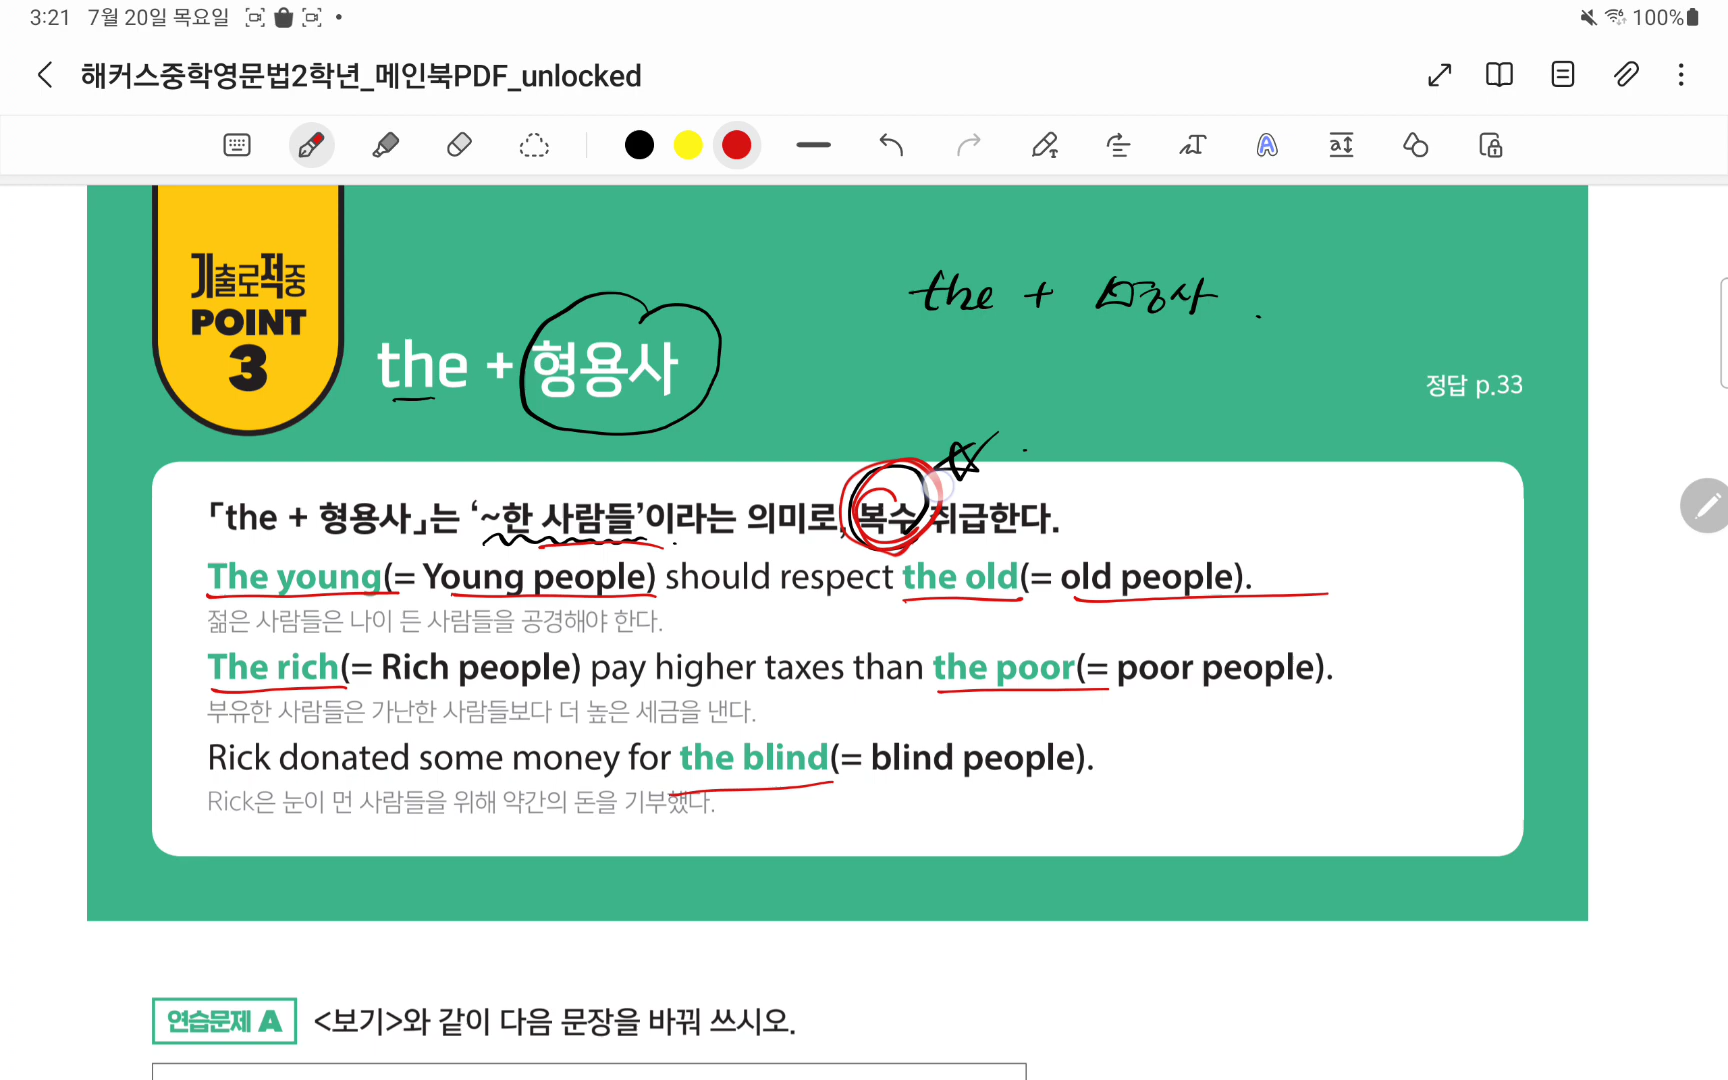 3:21 7월 20일 목요일 100%
해커스중학영문법2학년_메인북PDF_unlocked
기출로적중
POINT
3
the + 형용사
the + 형용사.
정답 p.33
「the + 형용사」는 ‘~한 사람들’이라는 의미로, 복수 취급한다.
The young(= Young people) should respect the old(= old people).
젊은 사람들은 나이 든 사람들을 공경해야 한다.
The rich(= Rich people) pay higher taxes than the poor(= poor people).
부유한 사람들은 가난한 사람들보다 더 높은 세금을 낸다.
Rick donated some money for the blind(= blind people).
Rick은 눈이 먼 사람들을 위해 약간의 돈을 기부했다.
연습문제 A <보기>와 같이 다음 문장을 바꿔 쓰시오.